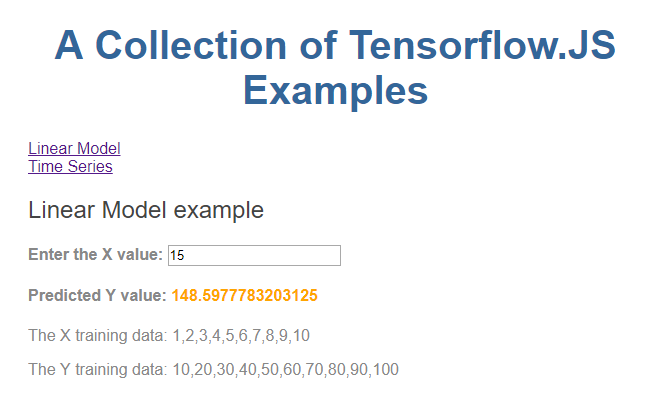 A Collection of Tensorflow.JS
Examples
Linear Model
Time Series
Linear Model example
Enter the X value: 15
Predicted Y value: 148.5977783203125
The X training data: 1,2,3,4,5,6,7,8,9,10
The Y training data: 10,20,30,40,50,60,70,80,90,100